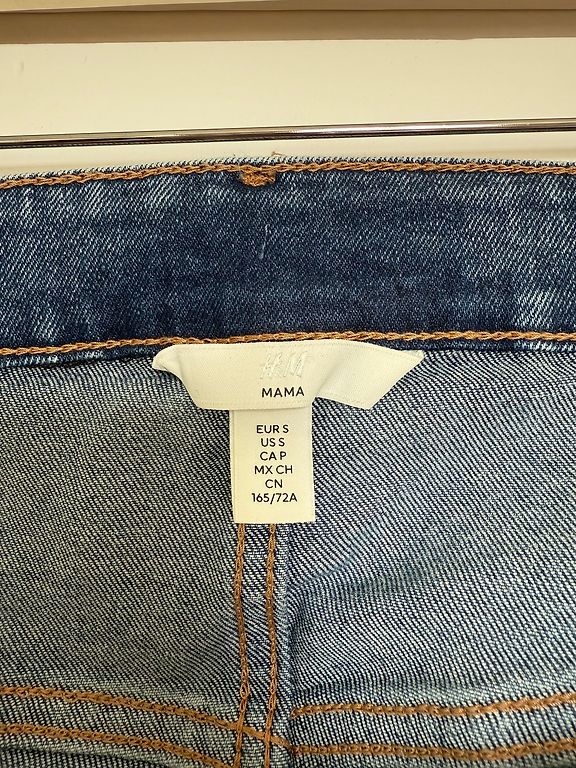 H&M
MAMA
EUR S
US S
CA P
MX CH
CN
165/72A